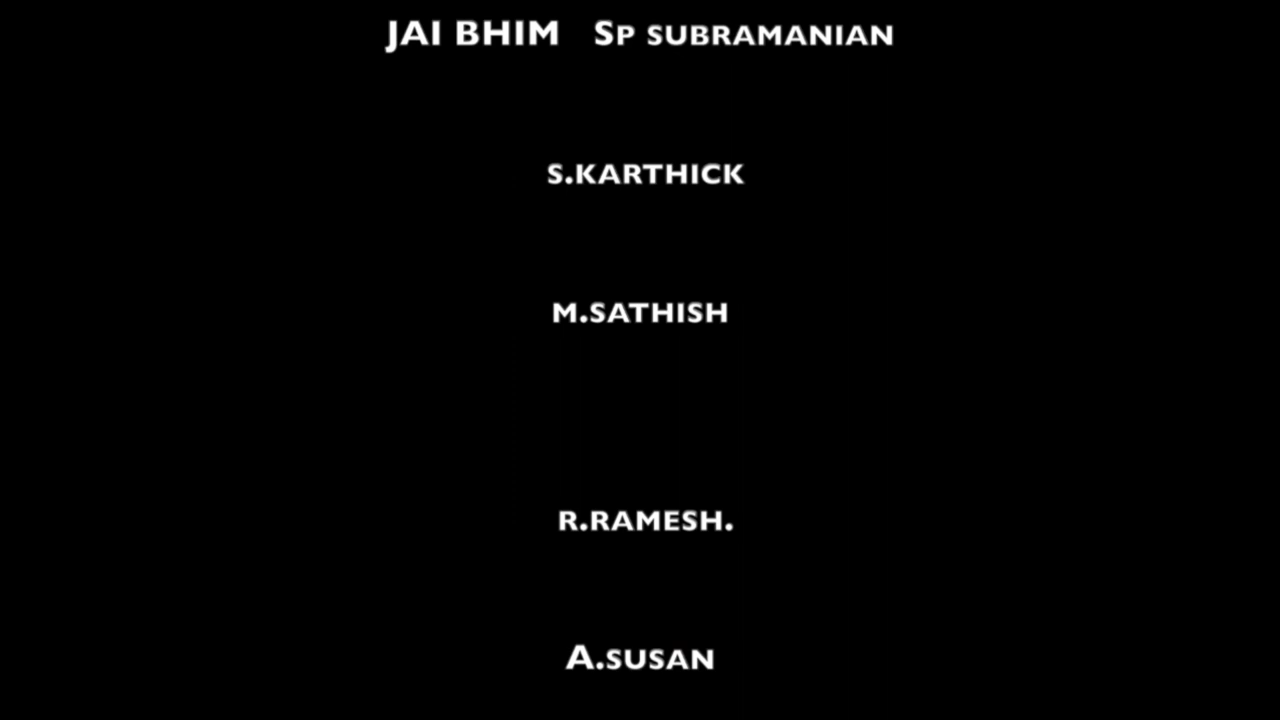 JAI BHIM SP SUBRAMANIAN
S.KARTHICK
M.SATHISH
R.RAMESH.
A.SUSAN